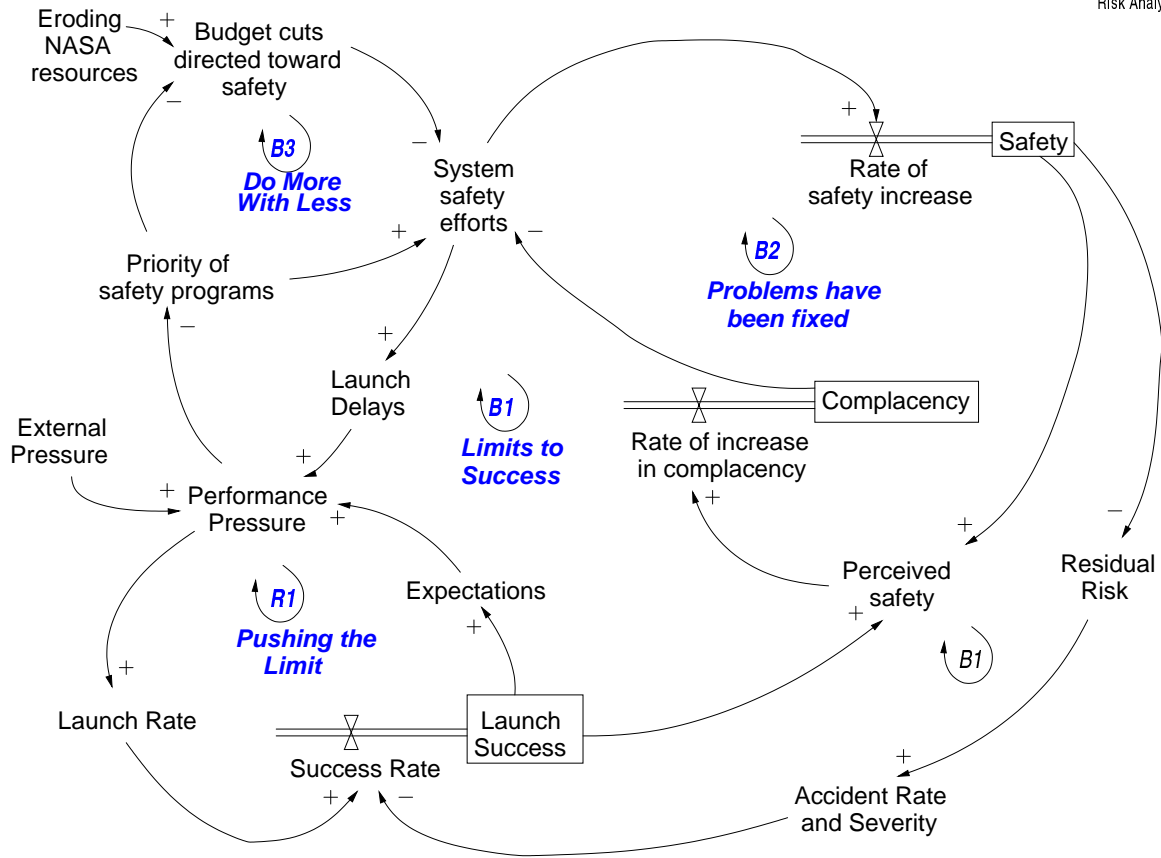 Risk Analy
Eroding
NASA
resources
+
Budget cuts
directed toward
safety
−
−
B3
Do More
With Less
System
safety
efforts
+
−
+
Rate of
safety increase
Safety
B2
Problems have
been fixed
Priority of
safety programs
−
+
Launch
Delays
+
B1
Limits to
Success
Complacency
Rate of increase
in complacency
+
External
Pressure
+
Performance
Pressure
+
R1
Pushing the
Limit
Expectations
+
+
Perceived
safety
+
−
Residual
Risk
B1
+
Launch Rate
Launch
Success
Success Rate
+
−
+
Accident Rate
and Severity